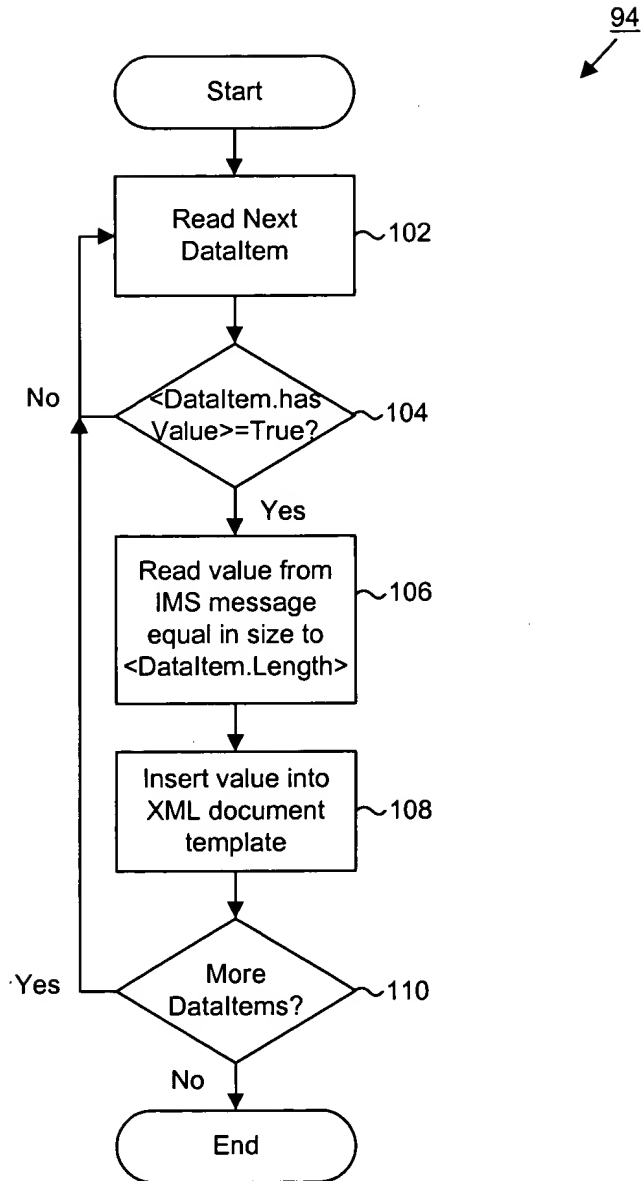 94
Start
Read Next
DataItem
102
No
<DataItem.has
Value>=True?
104
Yes
Read value from
IMS message
equal in size to
<DataItem.Length>
106
Insert value into
XML document
template
108
Yes
More
DataItems?
110
No
End